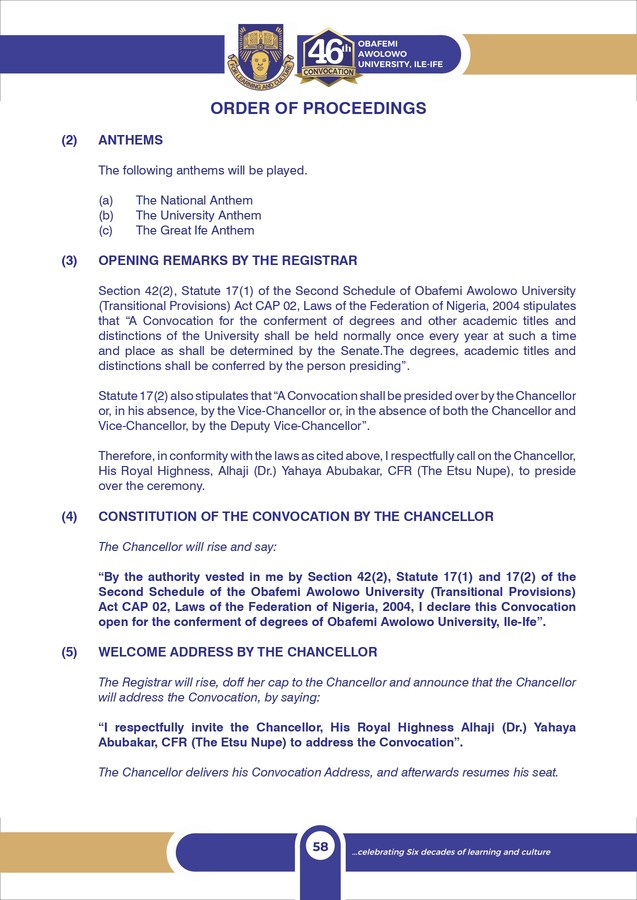 FOR LEARNING AND CULTURE
46th
CONVOCATION
OBAFEMI
AWOLOWO
UNIVERSITY, ILE-IFE
ORDER OF PROCEEDINGS
(2) ANTHEMS
The following anthems will be played.
(a) The National Anthem
(b) The University Anthem
(c) The Great Ife Anthem
(3) OPENING REMARKS BY THE REGISTRAR
Section 42(2), Statute 17(1) of the Second Schedule of Obafemi Awolowo University
(Transitional Provisions) Act CAP 02, Laws of the Federation of Nigeria, 2004 stipulates
that “A Convocation for the conferment of degrees and other academic titles and
distinctions of the University shall be held normally once every year at such a time
and place as shall be determined by the Senate.The degrees, academic titles and
distinctions shall be conferred by the person presiding”.
Statute 17(2) also stipulates that “A Convocation shall be presided over by the Chancellor
or, in his absence, by the Vice-Chancellor or, in the absence of both the Chancellor and
Vice-Chancellor, by the Deputy Vice-Chancellor”.
Therefore, in conformity with the laws as cited above, I respectfully call on the Chancellor,
His Royal Highness, Alhaji (Dr.) Yahaya Abubakar, CFR (The Etsu Nupe), to preside
over the ceremony.
(4) CONSTITUTION OF THE CONVOCATION BY THE CHANCELLOR
The Chancellor will rise and say:
“By the authority vested in me by Section 42(2), Statute 17(1) and 17(2) of the
Second Schedule of the Obafemi Awolowo University (Transitional Provisions)
Act CAP 02, Laws of the Federation of Nigeria, 2004, I declare this Convocation
open for the conferment of degrees of Obafemi Awolowo University, Ile-Ife”.
(5) WELCOME ADDRESS BY THE CHANCELLOR
The Registrar will rise, doff her cap to the Chancellor and announce that the Chancellor
will address the Convocation, by saying:
“I respectfully invite the Chancellor, His Royal Highness Alhaji (Dr.) Yahaya
Abubakar, CFR (The Etsu Nupe) to address the Convocation”.
The Chancellor delivers his Convocation Address, and afterwards resumes his seat.
58
...celebrating Six decades of learning and culture